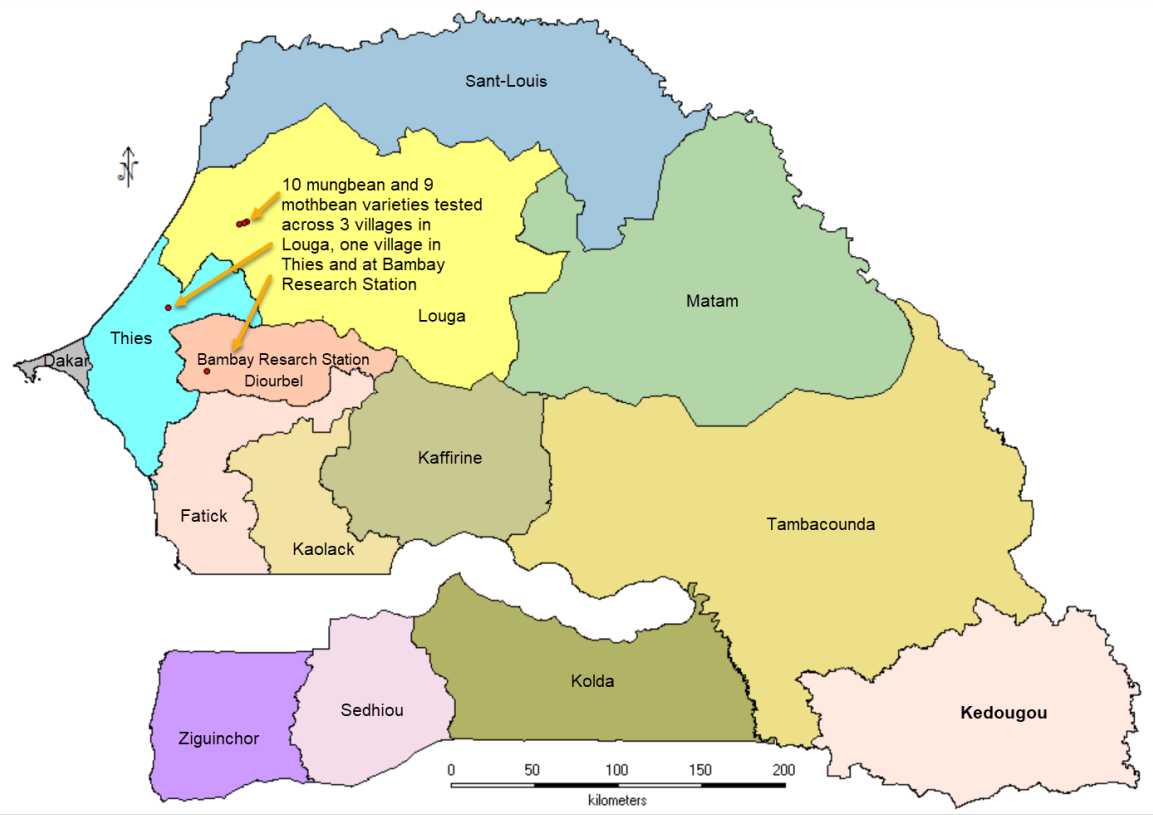 Sant-Louis
N
10 mungbean and 9
mothbean varieties tested
across 3 villages in
Louga, one village in
Thies and at Bambay
Research Station
Matam
Louga
Thies
Dakar
Bambay Resarch Station
Diourbel
Kaffirine
Fatick
Tambacounda
Kaolack
Kolda
Sedhiou
Kedougou
Ziguinchor
0 50 100 150 200
kilometers